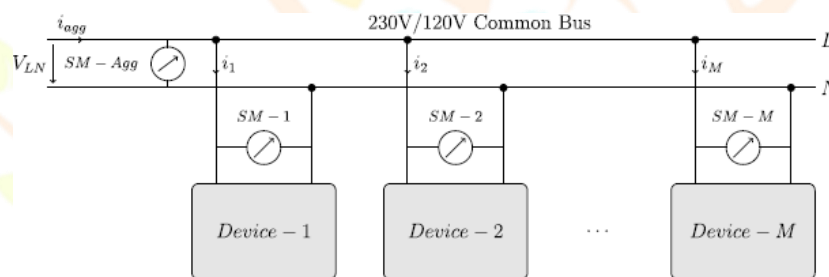 i_agg
230V/120V Common Bus
L
V_LN
SM – Agg
i_1
i_2
i_M
N
SM – 1
SM – 2
SM – M
Device – 1
Device – 2
...
Device – M